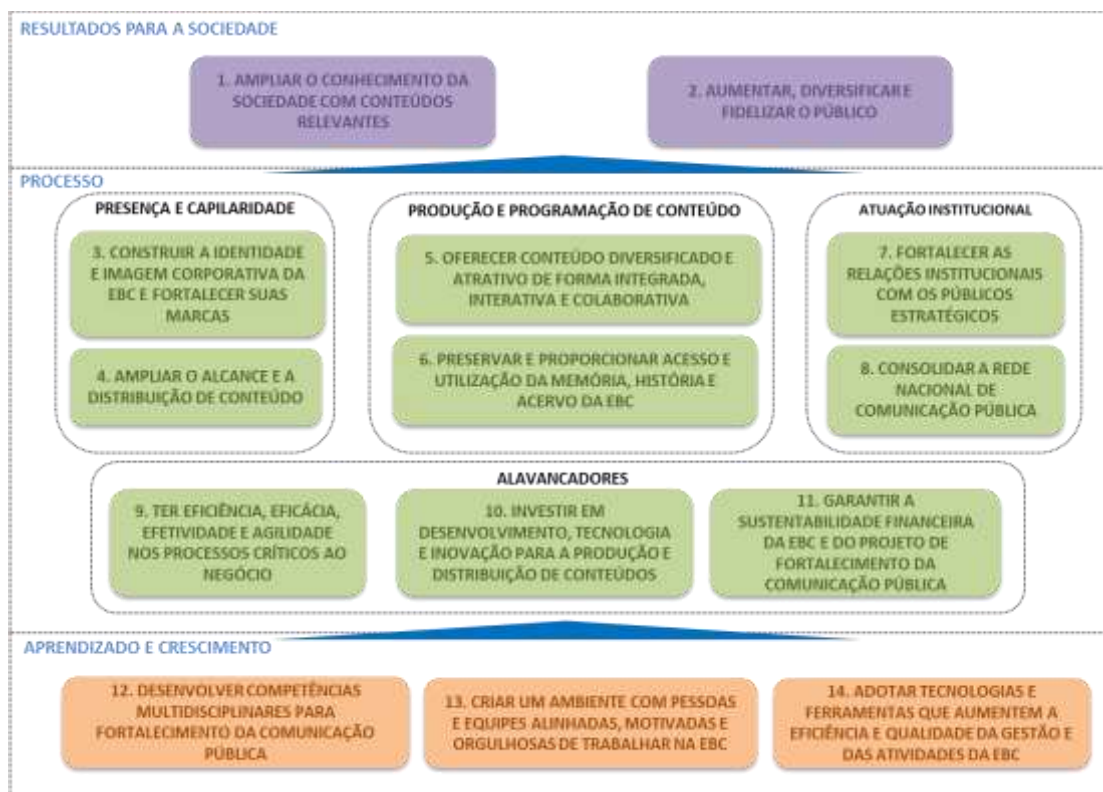 RESULTADOS PARA A SOCIEDADE
1. AMPLIAR O CONHECIMENTO DA
SOCIEDADE COM CONTEÚDOS
RELEVANTES
2. AUMENTAR, DIVERSIFICAR E
FIDELIZAR O PÚBLICO
PROCESSO
PRESENÇA E CAPILARIDADE
3. CONSTRUIR A IDENTIDADE
E IMAGEM CORPORATIVA DA
EBC E FORTALECER SUAS
MARCAS
4. AMPLIAR O ALCANCE E A
DISTRIBUIÇÃO DE CONTEÚDO
PRODUÇÃO E PROGRAMAÇÃO DE CONTEÚDO
5. OFERECER CONTEÚDO DIVERSIFICADO E
ATRATIVO DE FORMA INTEGRADA,
INTERATIVA E COLABORATIVA
6. PRESERVAR E PROPORCIONAR ACESSO E
UTILIZAÇÃO DA MEMÓRIA, HISTÓRIA E
ACERVO DA EBC
ATUAÇÃO INSTITUCIONAL
7. FORTALECER AS
RELAÇÕES INSTITUCIONAIS
COM OS PÚBLICOS
ESTRATÉGICOS
8. CONSOLIDAR A REDE
NACIONAL DE
COMUNICAÇÃO PÚBLICA
ALAVANCADORES
9. TER EFICIÊNCIA, EFICÁCIA,
EFETIVIDADE E AGILIDADE
NOS PROCESSOS CRÍTICOS AO
NEGÓCIO
10. INVESTIR EM
DESENVOLVIMENTO, TECNOLOGIA
E INOVAÇÃO PARA A PRODUÇÃO E
DISTRIBUIÇÃO DE CONTEÚDOS
11. GARANTIR A
SUSTENTABILIDADE FINANCEIRA
DA EBC E DO PROJETO DE
FORTALECIMENTO DA
COMUNICAÇÃO PÚBLICA
APRENDIZADO E CRESCIMENTO
12. DESENVOLVER COMPETÊNCIAS
MULTIDISCIPLINARES PARA
FORTALECIMENTO DA COMUNICAÇÃO
PÚBLICA
13. CRIAR UM AMBIENTE COM PESSOAS
E EQUIPES ALINHADAS, MOTIVADAS E
ORGULHOSAS DE TRABALHAR NA EBC
14. ADOTAR TECNOLOGIAS E
FERRAMENTAS QUE AUMENTEM A
EFICIÊNCIA E QUALIDADE DA GESTÃO E
DAS ATIVIDADES DA EBC